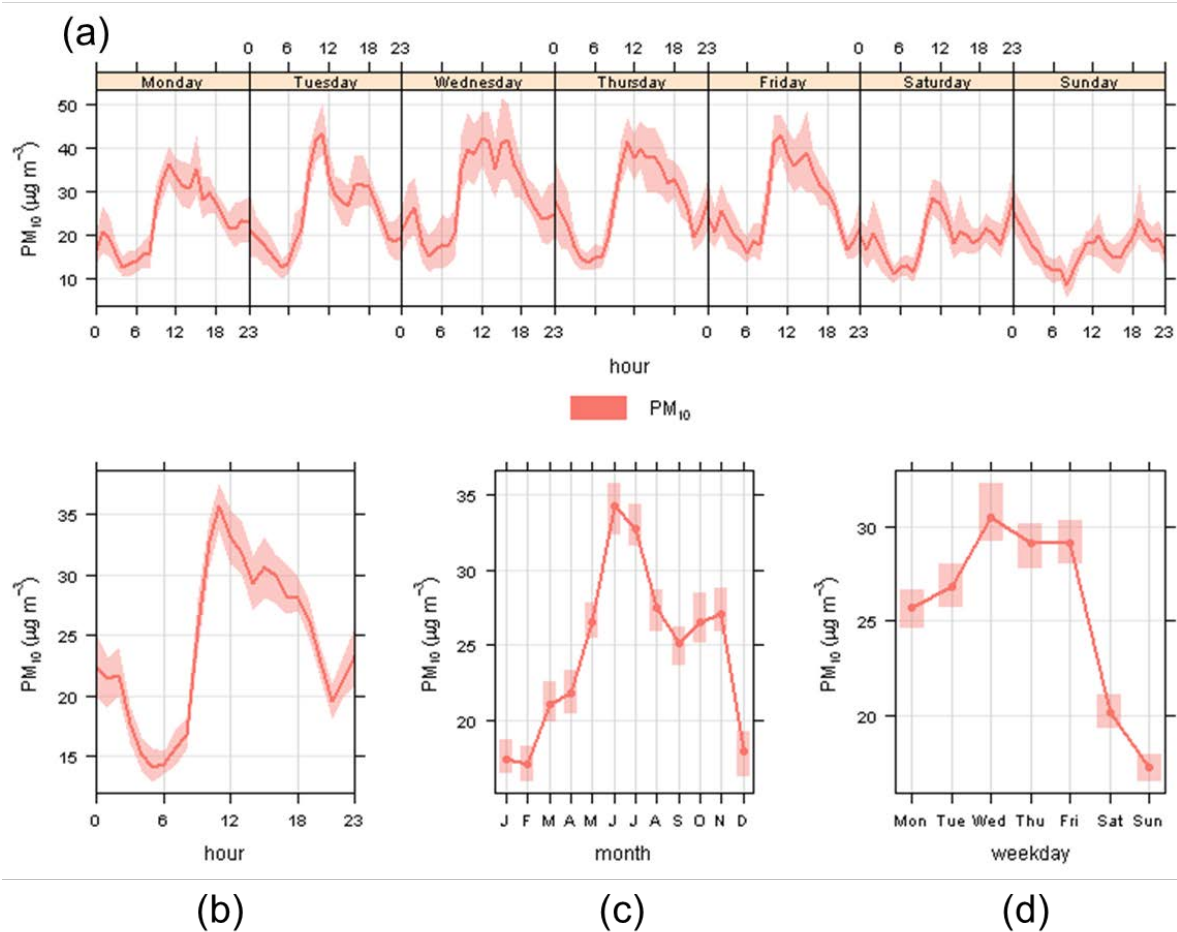 (a)
0 6 12 18 23 0 6 12 18 23 0 6 12 18 23
Monday Tuesday Wednesday Thursday Friday Saturday Sunday
PM₁₀ (µg m⁻³)
50
40
30
20
10
0 6 12 18 23 0 6 12 18 23 0 6 12 18 23 0 6 12 18 23
hour
PM₁₀
PM₁₀ (µg m⁻³)
35
30
25
20
15
0 6 12 18 23
hour
PM₁₀ (µg m⁻³)
35
30
25
20
J F M A M J J A S O N D
month
PM₁₀ (µg m⁻³)
30
25
20
Mon Tue Wed Thu Fri Sat Sun
weekday
(b) (c) (d)